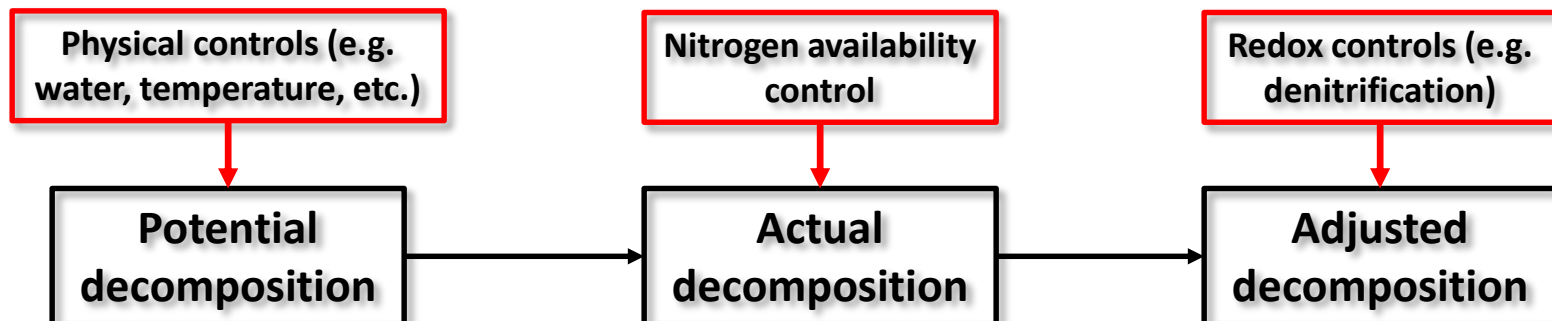 Physical controls (e.g.
water, temperature, etc.)
Nitrogen availability
control
Redox controls (e.g.
denitrification)
Potential
decomposition
Actual
decomposition
Adjusted
decomposition